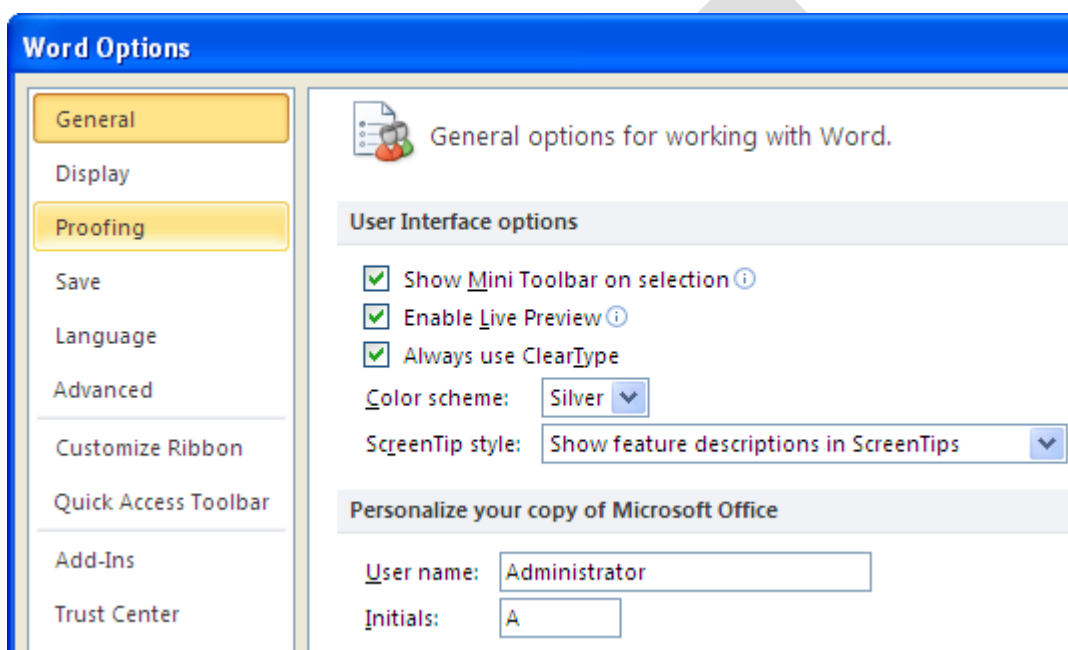 Word Options
General
Display
Proofing
Save
Language
Advanced
Customize Ribbon
Quick Access Toolbar
Add-Ins
Trust Center
General options for working with Word.
User Interface options
Show Mini Toolbar on selection
Enable Live Preview
Always use ClearType
Color scheme: Silver
ScreenTip style: Show feature descriptions in ScreenTips
Personalize your copy of Microsoft Office
User name: Administrator
Initials: A